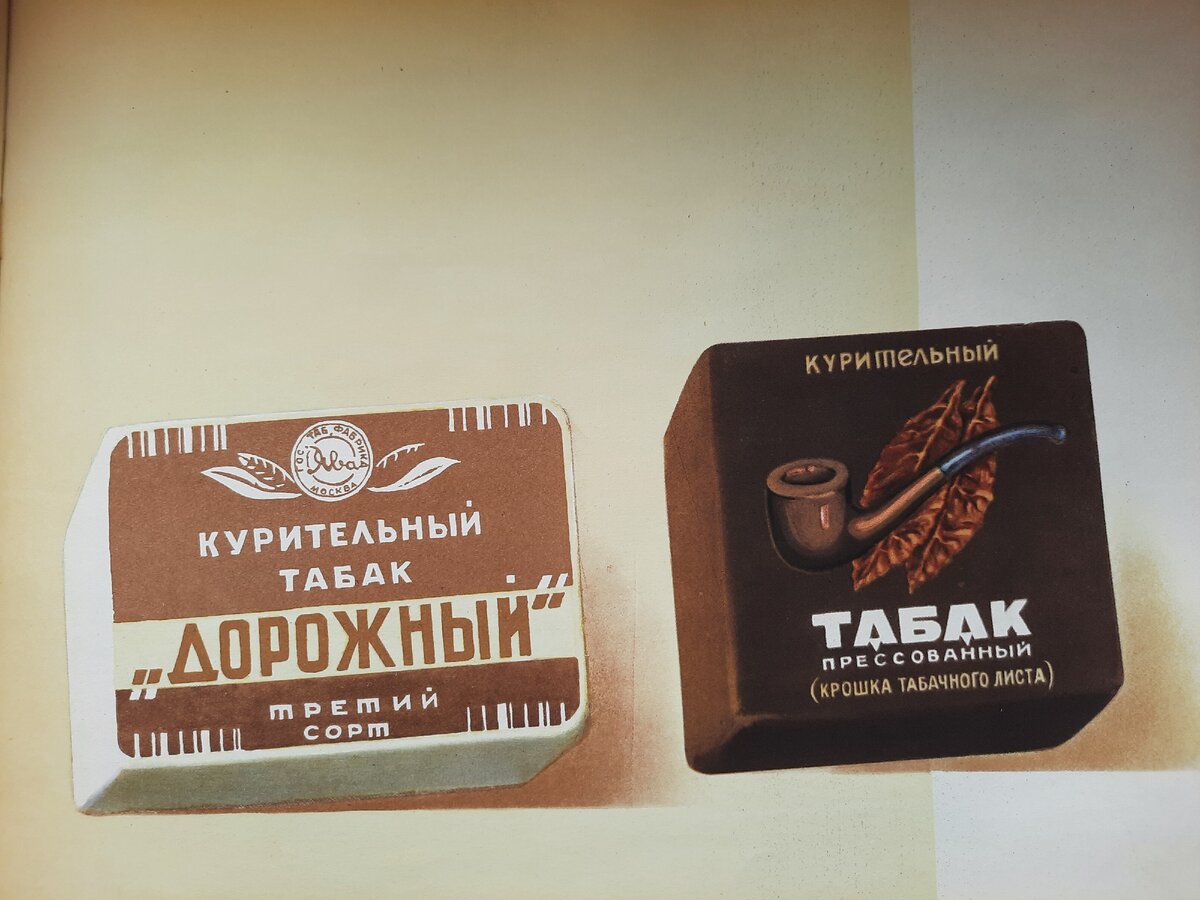 ГОС. ТАБ. ФАБРИКА
Ява
МОСКВА
КУРИТЕЛЬНЫЙ
ТАБАК
„ДОРОЖНЫЙ“
ТРЕТИЙ
СОРТ
КУРИТЕЛЬНЫЙ
ТАБАК
ПРЕССОВАННЫЙ
(КРОШКА ТАБАЧНОГО ЛИСТА)